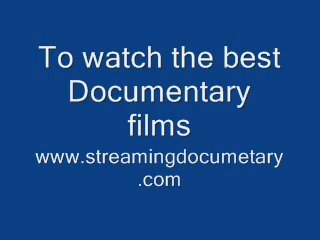 To watch the best
Documentary
films
www.streamingdocumetary
.com